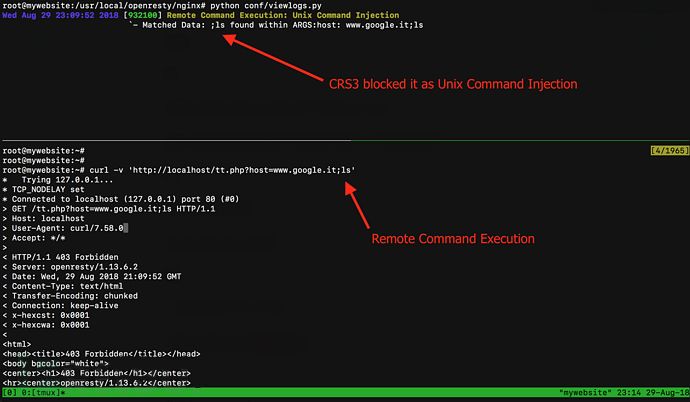 root@mywebsite:/usr/local/openresty/nginx# python conf/viewlogs.py
Wed Aug 29 23:09:52 2018 [932100] Remote Command Execution: Unix Command Injection
`- Matched Data: ;ls found within ARGS:host: www.google.it;ls
CRS3 blocked it as Unix Command Injection
root@mywebsite:~# [4/1965]
root@mywebsite:~#
root@mywebsite:~# curl -v 'http://localhost/tt.php?host=www.google.it;ls'
* Trying 127.0.0.1...
* TCP_NODELAY set
* Connected to localhost (127.0.0.1) port 80 (#0)
> GET /tt.php?host=www.google.it;ls HTTP/1.1
> Host: localhost
> User-Agent: curl/7.58.0
Remote Command Execution
> Accept: */*
>
< HTTP/1.1 403 Forbidden
< Server: openresty/1.13.6.2
< Date: Wed, 29 Aug 2018 21:09:52 GMT
< Content-Type: text/html
< Transfer-Encoding: chunked
< Connection: keep-alive
< x-hexcst: 0x0001
< x-hexcwa: 0x0001
<
<html>
<head><title>403 Forbidden</title></head>
<body bgcolor="white">
<center><h1>403 Forbidden</h1></center>
<hr><center>openresty/1.13.6.2</center>
[0] 0:[tmux]* "mywebsite" 23:14 29-Aug-18